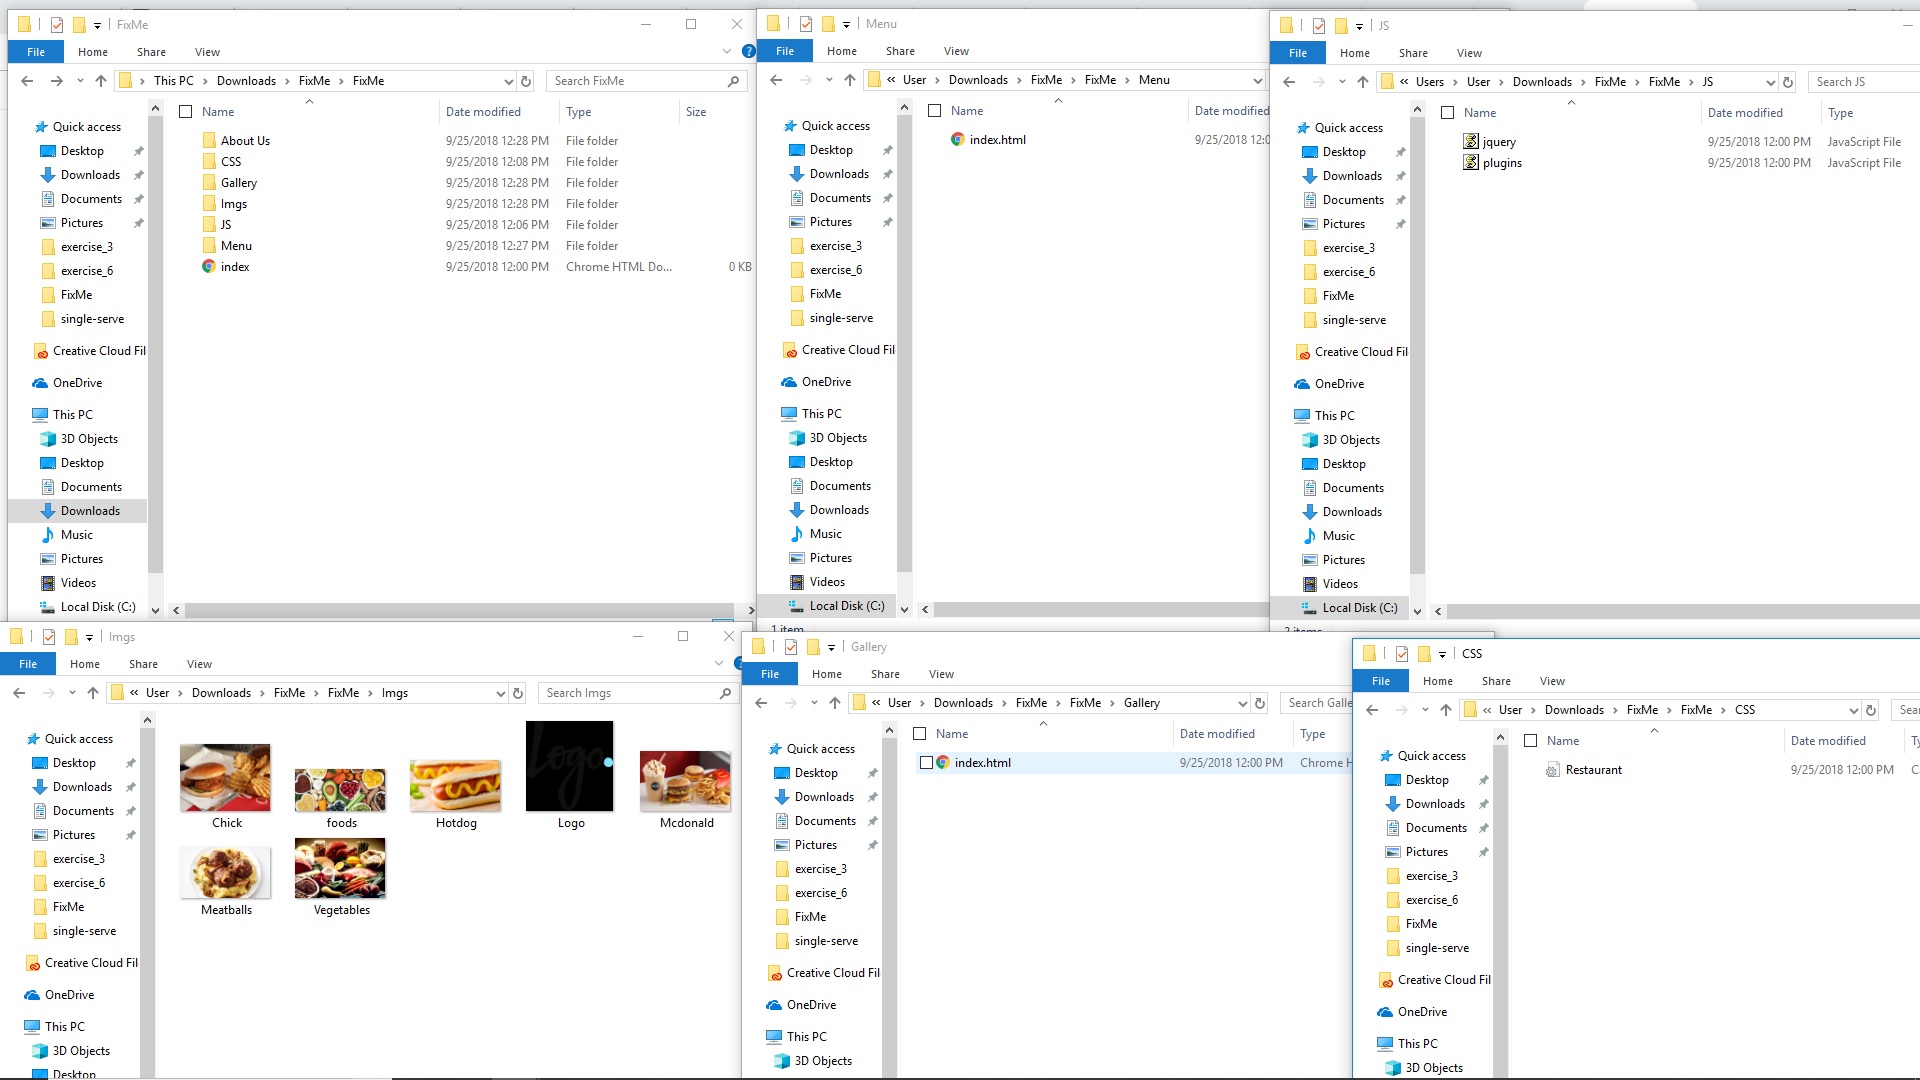 FixMe
File Home Share View
This PC Downloads FixMe FixMe
Search FixMe
Name Date modified Type Size
About Us 9/25/2018 12:28 PM File folder
CSS 9/25/2018 12:08 PM File folder
Gallery 9/25/2018 12:28 PM File folder
Imgs 9/25/2018 12:28 PM File folder
JS 9/25/2018 12:06 PM File folder
Menu 9/25/2018 12:27 PM File folder
index 9/25/2018 12:00 PM Chrome HTML Do... 0 KB
Quick access
Desktop
Downloads
Documents
Pictures
exercise_3
exercise_6
FixMe
single-serve
Creative Cloud Fil
OneDrive
This PC
3D Objects
Desktop
Documents
Downloads
Music
Pictures
Videos
Local Disk (C:)
Menu
File Home Share View
« User Downloads FixMe FixMe Menu
Name Date modified
index.html 9/25/2018 12:0
Quick access
Desktop
Downloads
Documents
Pictures
exercise_3
exercise_6
FixMe
single-serve
Creative Cloud Fil
OneDrive
This PC
3D Objects
Desktop
Documents
Downloads
Music
Pictures
Videos
Local Disk (C:)
1 item
JS
File Home Share View
« Users User Downloads FixMe FixMe JS
Search JS
Name Date modified Type
jquery 9/25/2018 12:00 PM JavaScript File
plugins 9/25/2018 12:00 PM JavaScript File
Quick access
Desktop
Downloads
Documents
Pictures
exercise_3
exercise_6
FixMe
single-serve
Creative Cloud Fil
OneDrive
This PC
3D Objects
Desktop
Documents
Downloads
Music
Pictures
Videos
Local Disk (C:)
2 items
Imgs
File Home Share View
« User Downloads FixMe FixMe Imgs
Search Imgs
Quick access
Desktop
Downloads
Documents
Pictures
exercise_3
exercise_6
FixMe
single-serve
Creative Cloud Fil
OneDrive
This PC
3D Objects
Desktop
Logo
Chick foods Hotdog Logo Mcdonald
Meatballs Vegetables
Gallery
File Home Share View
« User Downloads FixMe FixMe Gallery
Search Galle
Name Date modified Type
index.html 9/25/2018 12:00 PM Chrome H
Quick access
Desktop
Downloads
Documents
Pictures
exercise_3
exercise_6
FixMe
single-serve
Creative Cloud Fil
OneDrive
This PC
3D Objects
CSS
File Home Share View
« User Downloads FixMe FixMe CSS
Sea
Name Date modified
Restaurant 9/25/2018 12:00 PM
Quick access
Desktop
Downloads
Documents
Pictures
exercise_3
exercise_6
FixMe
single-serve
Creative Cloud Fil
OneDrive
This PC
3D Objects